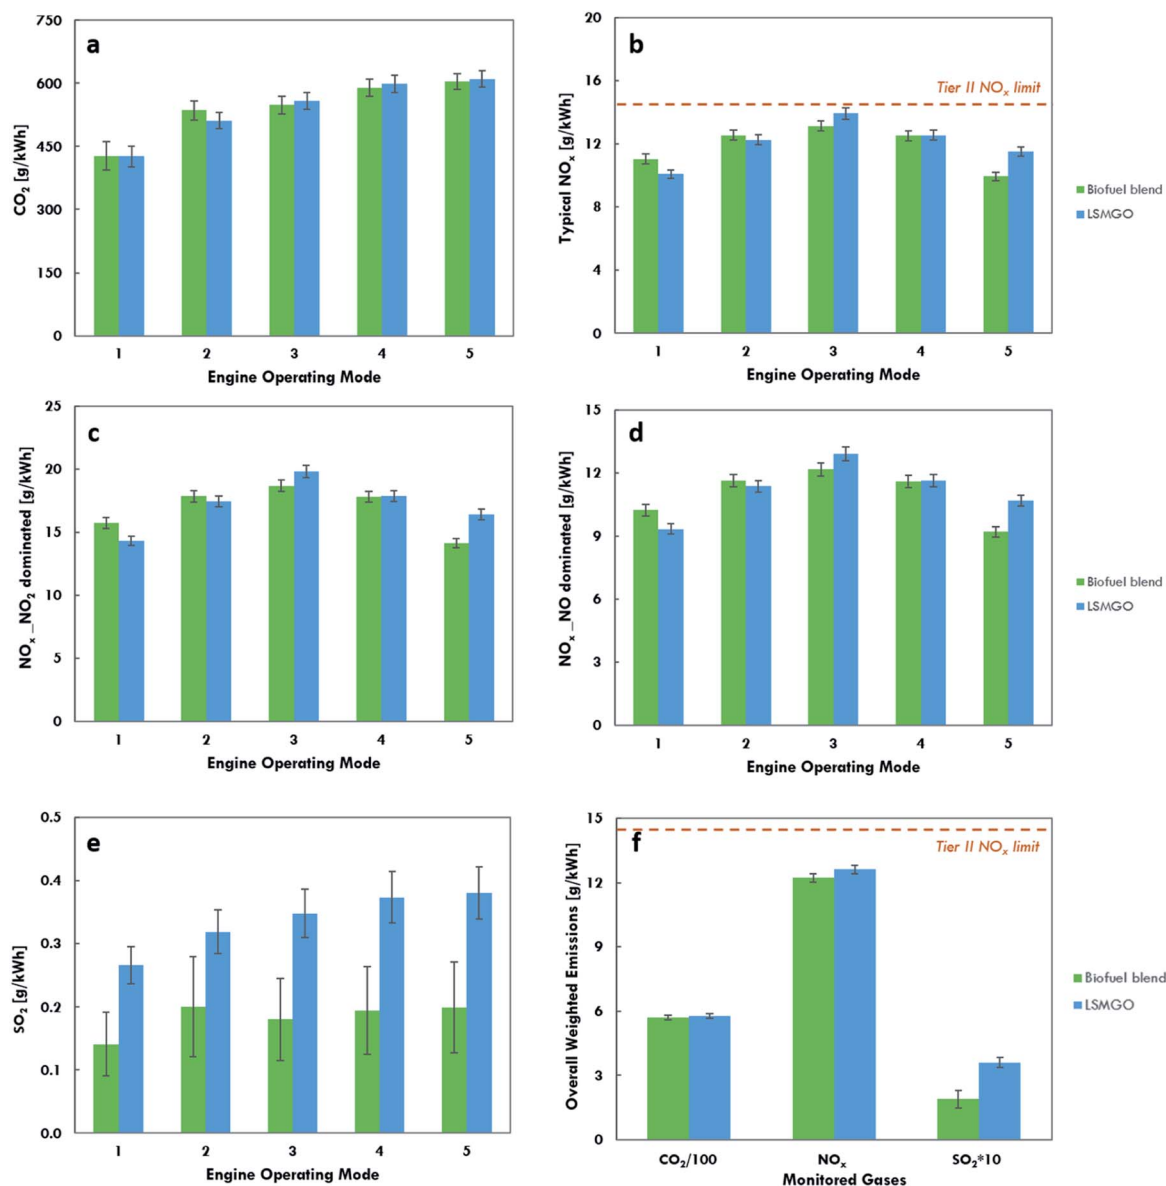 a
750
600
450
300
150
0
CO₂ [g/kWh]
1 2 3 4 5
Engine Operating Mode
b
20
16
12
8
4
0
Typical NOₓ [g/kWh]
Tier II NOₓ limit
1 2 3 4 5
Engine Operating Mode
Biofuel blend
LSMGO
c
25
20
15
10
5
0
NOₓ_NO₂ dominated [g/kWh]
1 2 3 4 5
Engine Operating Mode
d
15
12
9
6
3
0
NOₓ_NO dominated [g/kWh]
1 2 3 4 5
Engine Operating Mode
Biofuel blend
LSMGO
e
0.5
0.4
0.3
0.2
0.1
0.0
SO₂ [g/kWh]
1 2 3 4 5
Engine Operating Mode
f
15
12
9
6
3
0
Overall Weighted Emissions [g/kWh]
Tier II NOₓ limit
CO₂/100 NOₓ SO₂*10
Monitored Gases
Biofuel blend
LSMGO